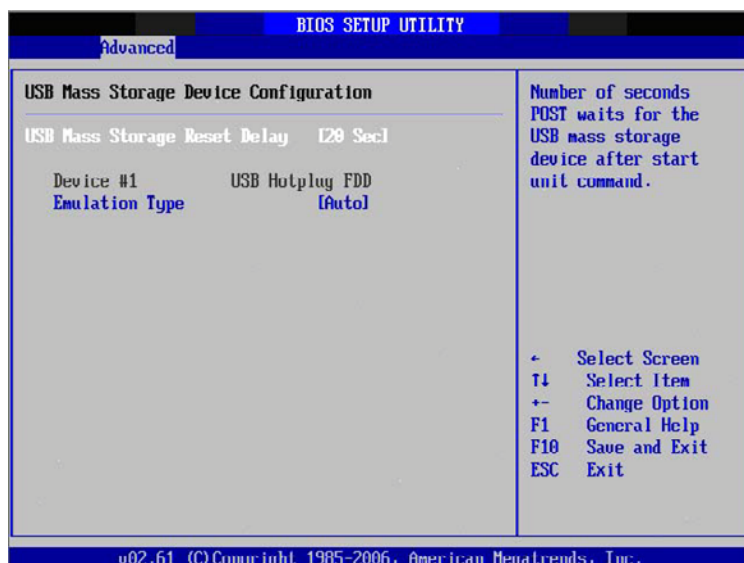 BIOS SETUP UTILITY
Advanced
USB Mass Storage Device Configuration
USB Mass Storage Reset Delay [20 Sec]
Device #1 USB Hotplug FDD
Emulation Type [Auto]
Number of seconds
POST waits for the
USB mass storage
device after start
unit command.
← Select Screen
↑↓ Select Item
+- Change Option
F1 General Help
F10 Save and Exit
ESC Exit
v02.61 (C)Copyright 1985-2006, American Megatrends, Inc.